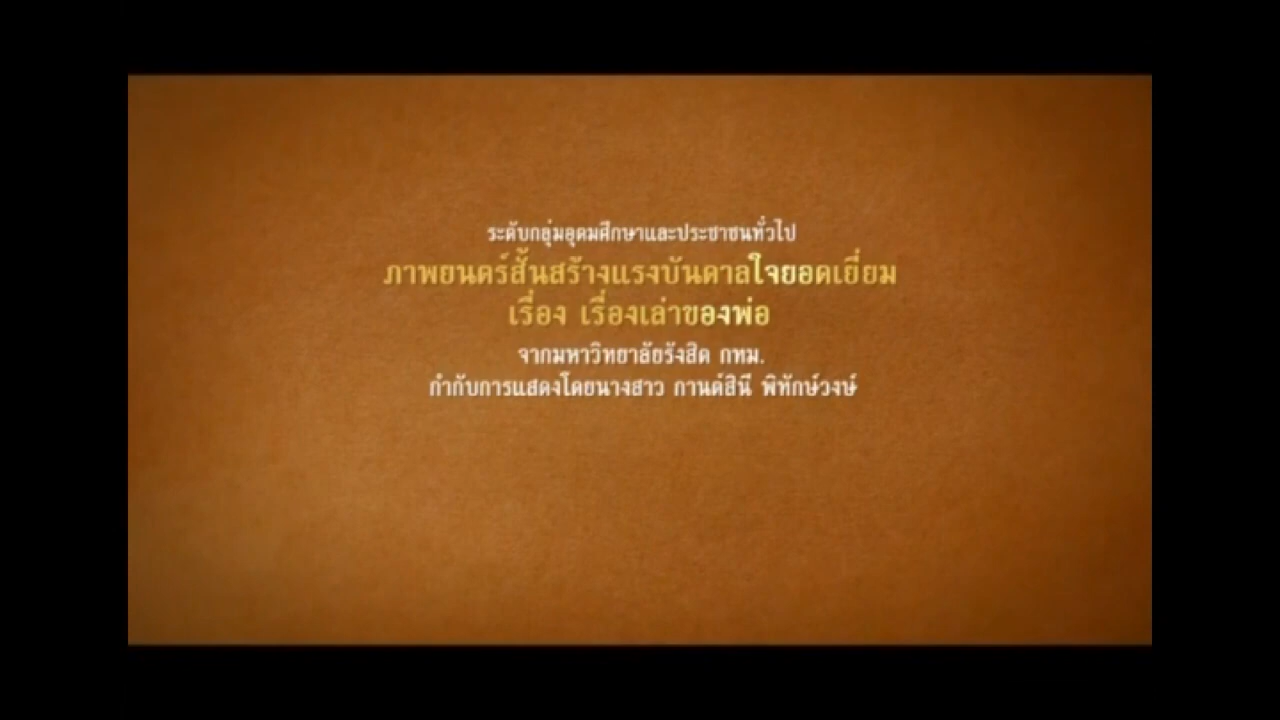 ระดับกลุ่มอุดมศึกษาและประชาชนทั่วไป
ภาพยนตร์สั้นสร้างแรงบันดาลใจยอดเยี่ยม
เรื่อง เรื่องเล่าของพ่อ
จากมหาวิทยาลัยรังสิต กทม.
กำกับการแสดงโดยนางสาว กานต์สินี พิทักษ์วงษ์